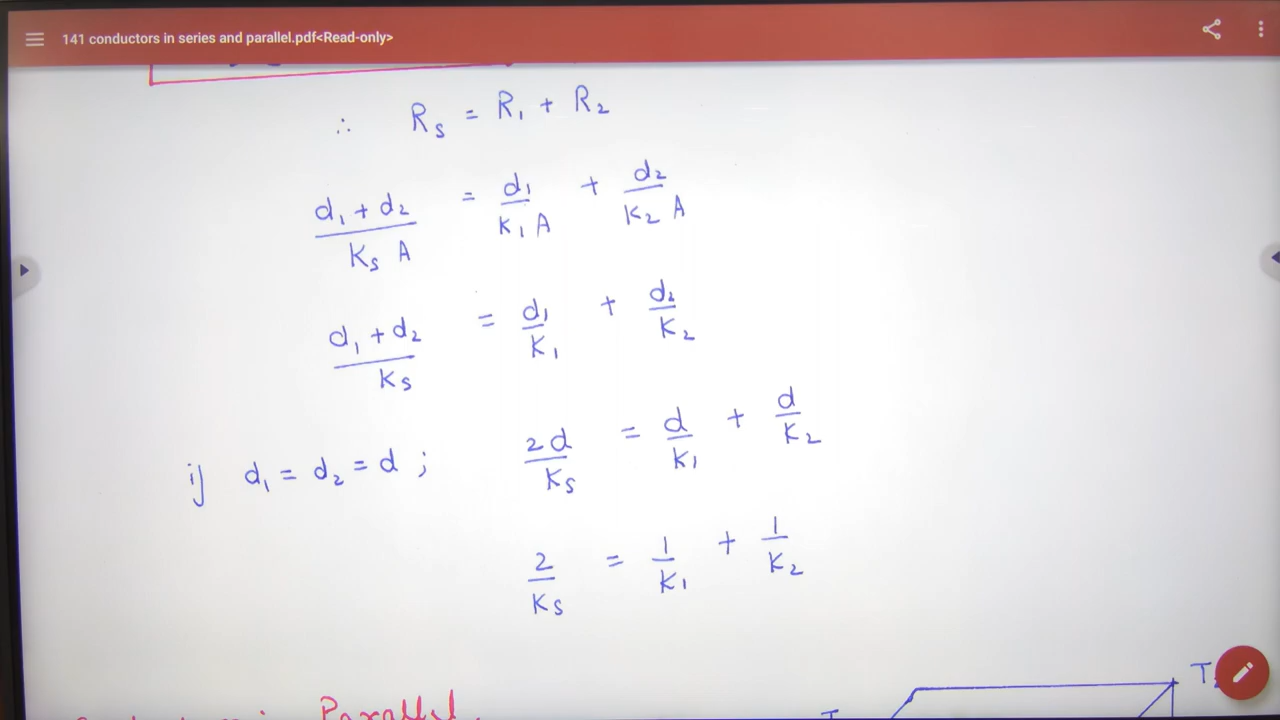 141 conductors in series and parallel.pdf<Read-only>
∴ Rs = R1 + R2
d1 + d2 / Ks A = d1 / K1 A + d2 / K2 A
d1 + d2 / Ks = d1 / K1 + d2 / K2
if d1 = d2 = d ; 2d / Ks = d / K1 + d / K2
2 / Ks = 1 / K1 + 1 / K2
Parallel